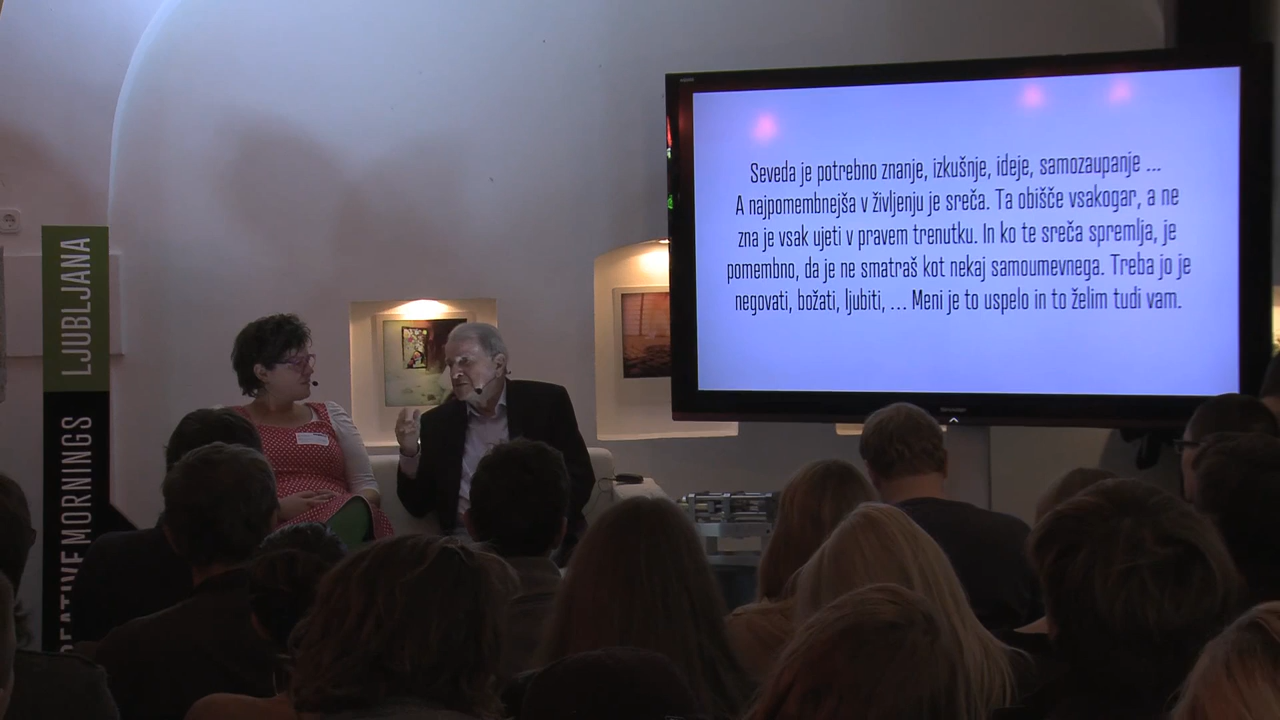 Seveda je potrebno znanje, izkušnje, ideje, samozaupanje ...
A najpomembnejša v življenju je sreča. Ta obišče vsakogar, a ne
zna je vsak ujeti v pravem trenutku. In ko te sreča spremlja, je
pomembno, da je ne smatraš kot nekaj samoumevnega. Treba jo je
negovati, božati, ljubiti, ... Meni je to uspelo in to želim tudi vam.
LJUBLJANA
REATIVEMORNINGS